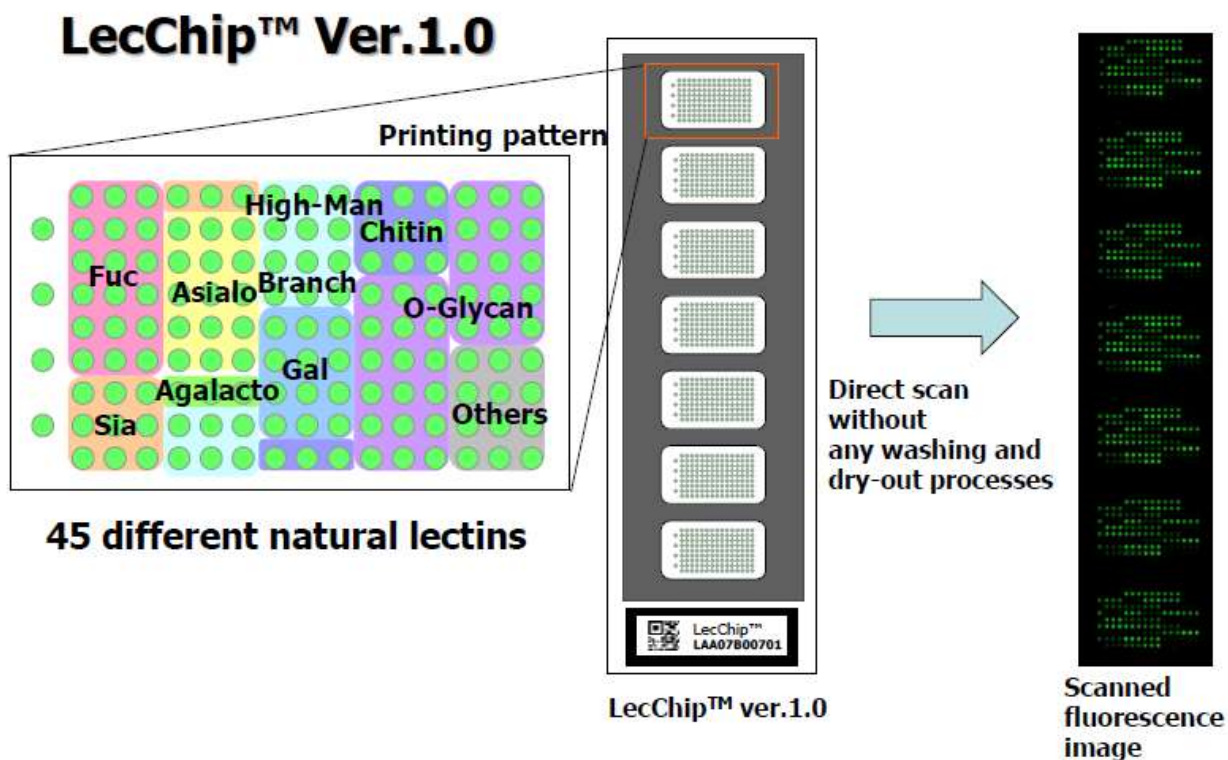 LecChip™ Ver.1.0
Printing pattern
High-Man
Chitin
Fuc
Asialo
Branch
O-Glycan
Gal
Agalacto
Sia
Others
45 different natural lectins
LecChip™
LAA07B00701
LecChip™ ver.1.0
Direct scan
without
any washing and
dry-out processes
Scanned
fluorescence
image